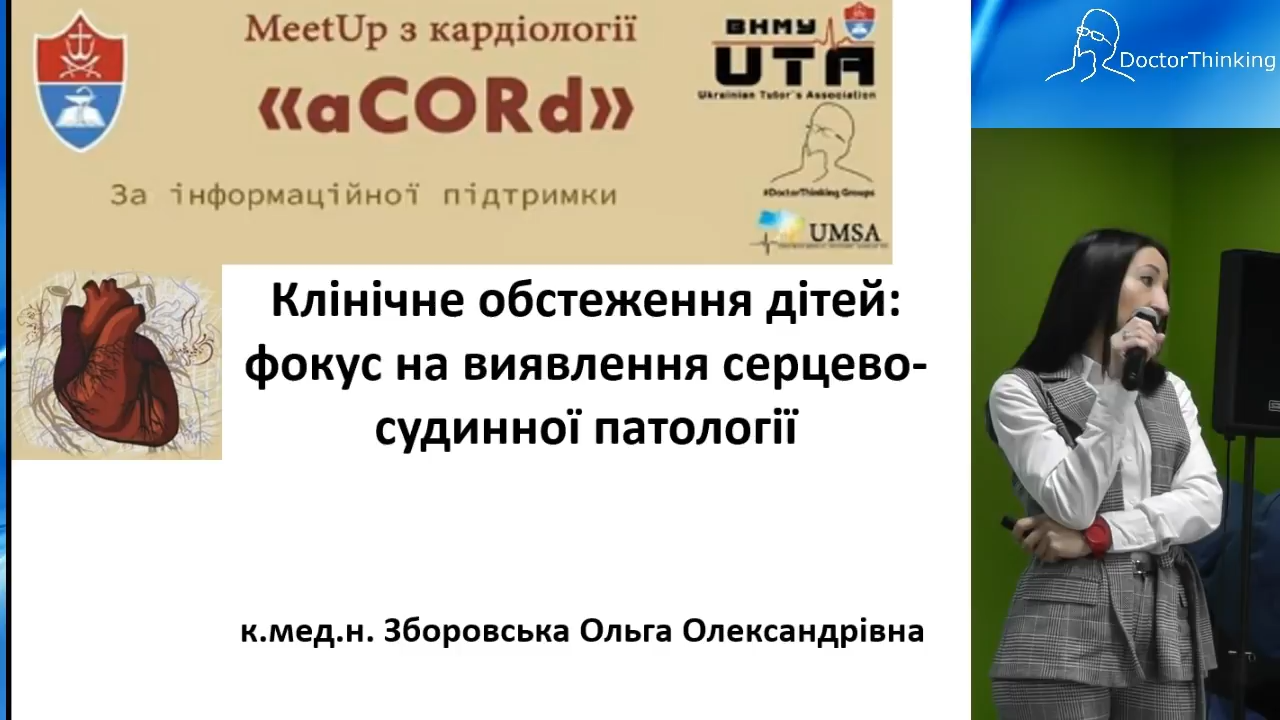 MeetUp з кардіології
«aCORd»
За інформаційної підтримки
ВНМУ
UTA
Ukrainian Tutor's Association
#DoctorThinking Groups
UMSA
DoctorThinking
Клінічне обстеження дітей:
фокус на виявлення серцево-
судинної патології
к.мед.н. Зборовська Ольга Олександрівна